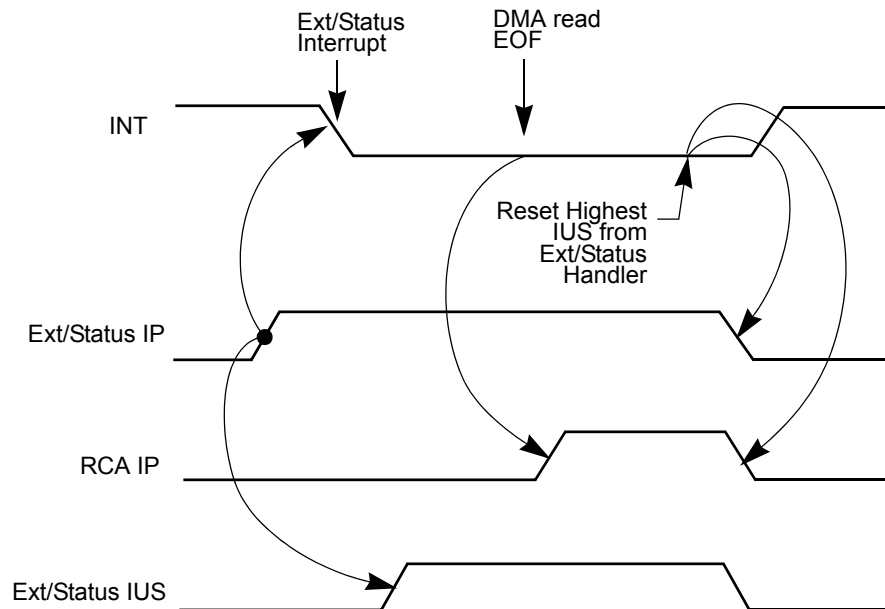 Ext/Status
Interrupt
DMA read
EOF
INT
Reset Highest
IUS from
Ext/Status
Handler
Ext/Status IP
RCA IP
Ext/Status IUS